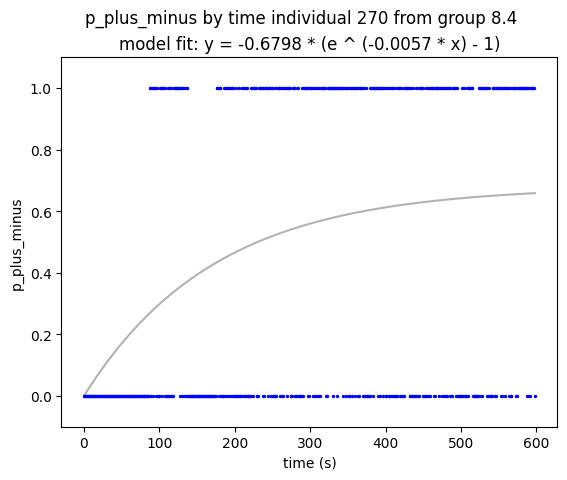 p_plus_minus by time individual 270 from group 8.4
model fit: y = -0.6798 * (e ^ (-0.0057 * x) - 1)
1.0
0.8
0.6
0.4
0.2
0.0
p_plus_minus
0 100 200 300 400 500 600
time (s)